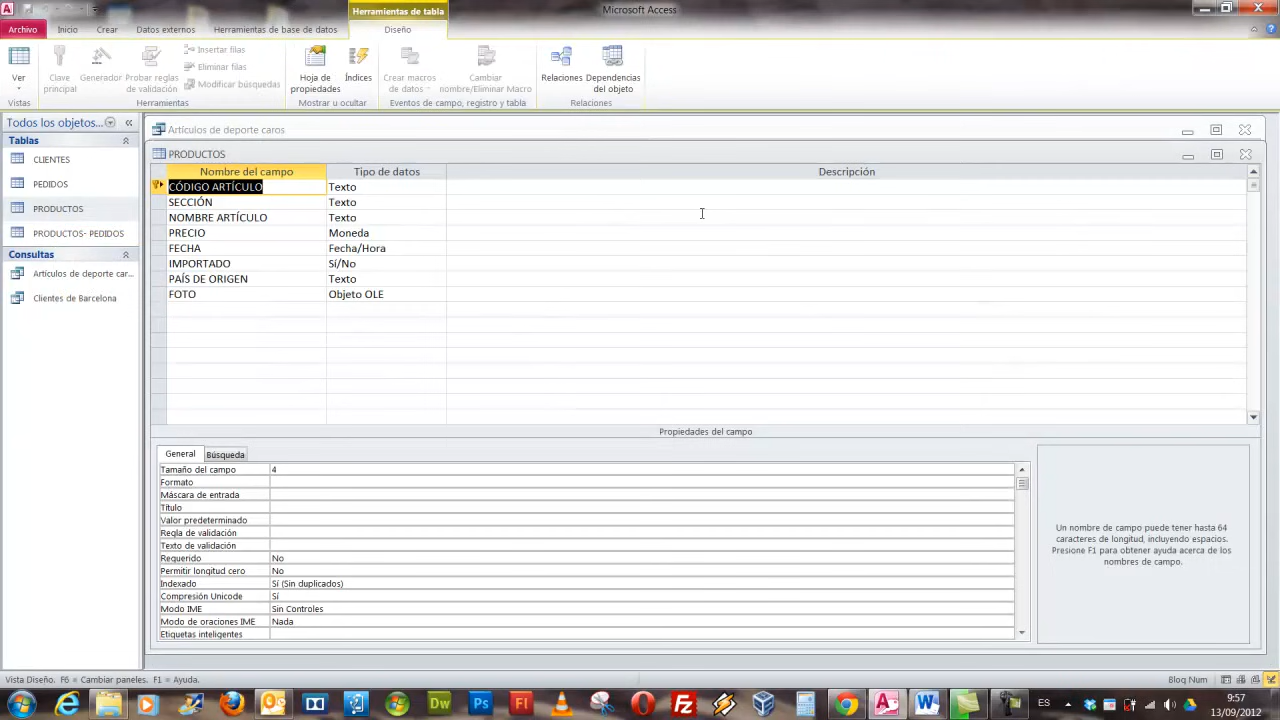 Herramientas de tabla
Microsoft Access
Archivo
Inicio
Crear
Datos externos
Herramientas de base de datos
Diseño
Ver
Clave principal
Generador
Probar reglas de validación
Insertar filas
Eliminar filas
Modificar búsquedas
Hoja de propiedades
Índices
Crear macros de datos
Cambiar nombre/Eliminar Macro
Relaciones
Dependencias del objeto
Vistas
Herramientas
Mostrar u ocultar
Eventos de campo, registro y tabla
Relaciones
Todos los objetos...
Tablas
CLIENTES
PEDIDOS
PRODUCTOS
PRODUCTOS- PEDIDOS
Consultas
Artículos de deporte car...
Clientes de Barcelona
Artículos de deporte caros
PRODUCTOS
Nombre del campo Tipo de datos Descripción
CÓDIGO ARTÍCULO Texto
SECCIÓN Texto
NOMBRE ARTÍCULO Texto
PRECIO Moneda
FECHA Fecha/Hora
IMPORTADO Sí/No
PAÍS DE ORIGEN Texto
FOTO Objeto OLE
Propiedades del campo
General Búsqueda
Tamaño del campo 4
Formato
Máscara de entrada
Título
Valor predeterminado
Regla de validación
Texto de validación
Requerido No
Permitir longitud cero No
Indexado Sí (Sin duplicados)
Compresión Unicode Sí
Modo IME Sin Controles
Modo de oraciones IME Nada
Etiquetas inteligentes
Un nombre de campo puede tener hasta 64
caracteres de longitud, incluyendo espacios.
Presione F1 para obtener ayuda acerca de los
nombres de campo.
Vista Diseño. F6 = Cambiar paneles. F1 = Ayuda.
Bloq Num
Dw
Ps
Fl
FZ
ES
9:57
13/09/2012